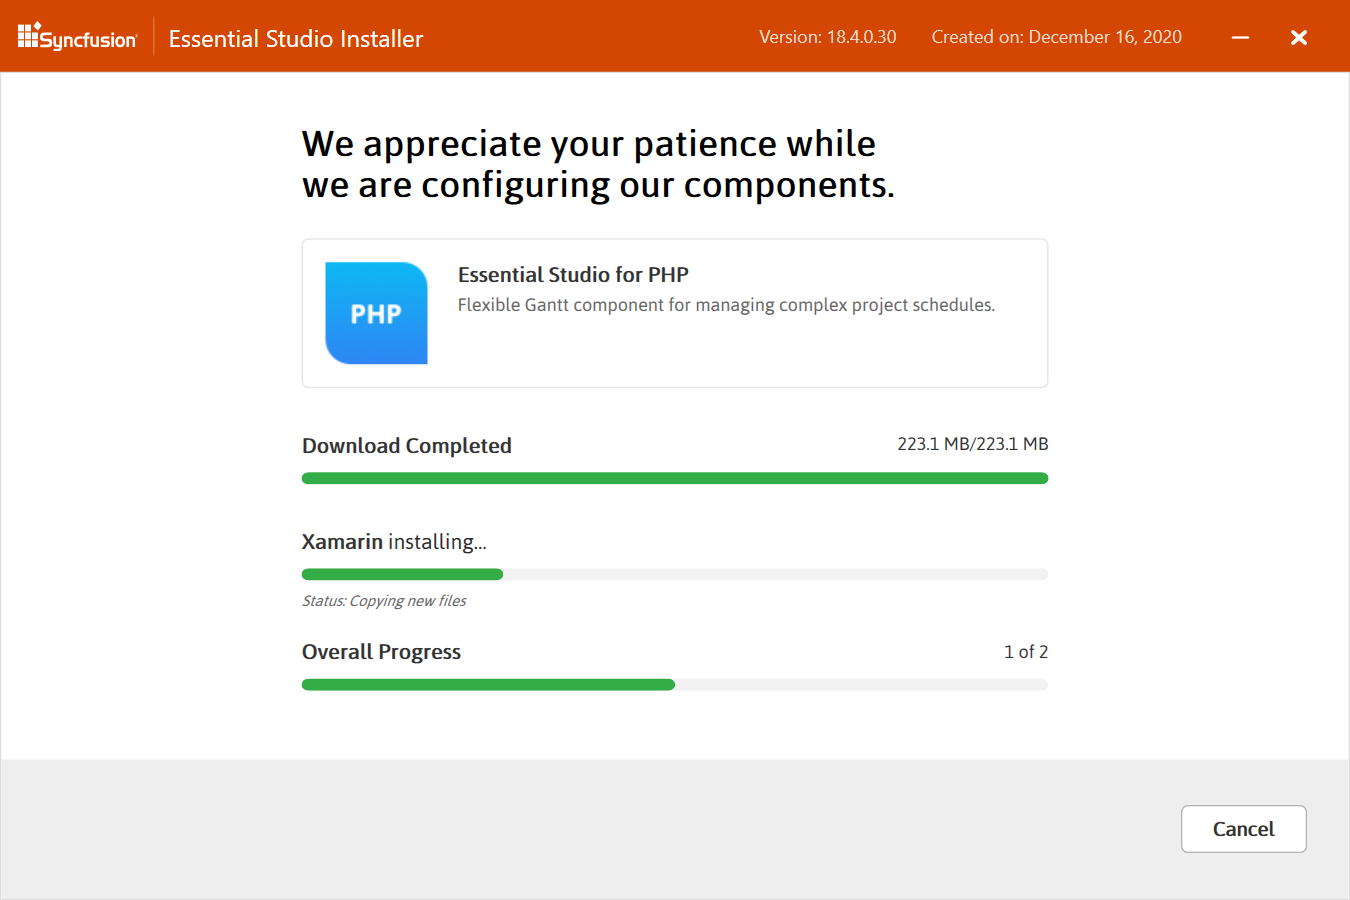 Syncfusion
Essential Studio Installer
Version: 18.4.0.30
Created on: December 16, 2020
We appreciate your patience while
we are configuring our components.
PHP
Essential Studio for PHP
Flexible Gantt component for managing complex project schedules.
Download Completed
223.1 MB/223.1 MB
Xamarin installing...
Status: Copying new files
Overall Progress
1 of 2
Cancel